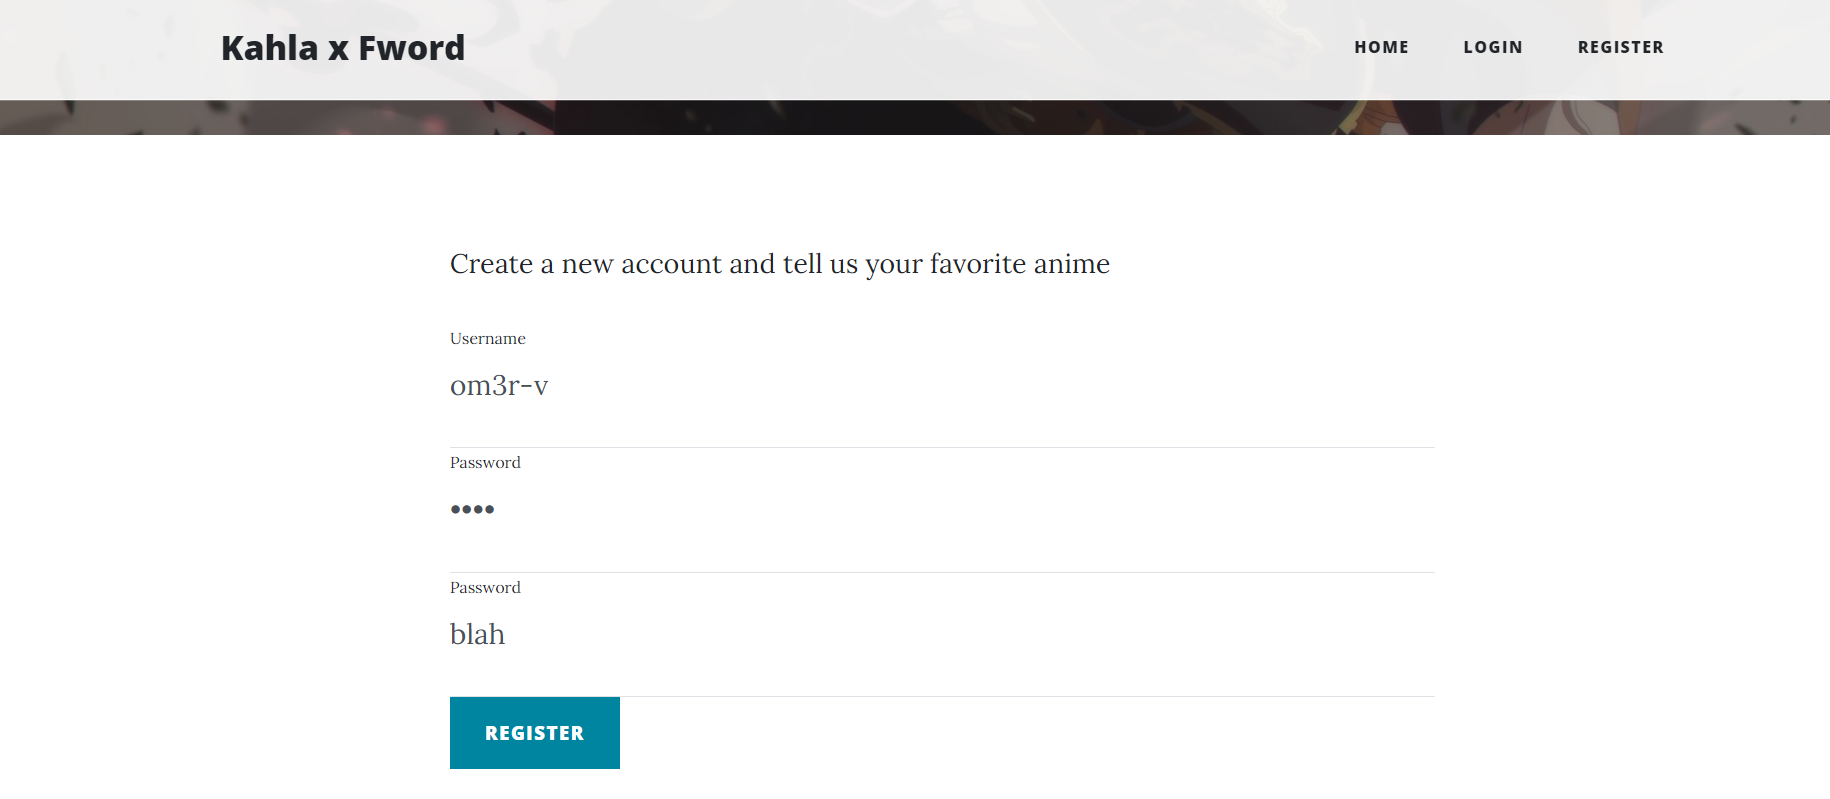 Kahla x Fword
HOME LOGIN REGISTER
Create a new account and tell us your favorite anime
Username
om3r-v
Password
••••
Password
blah
REGISTER